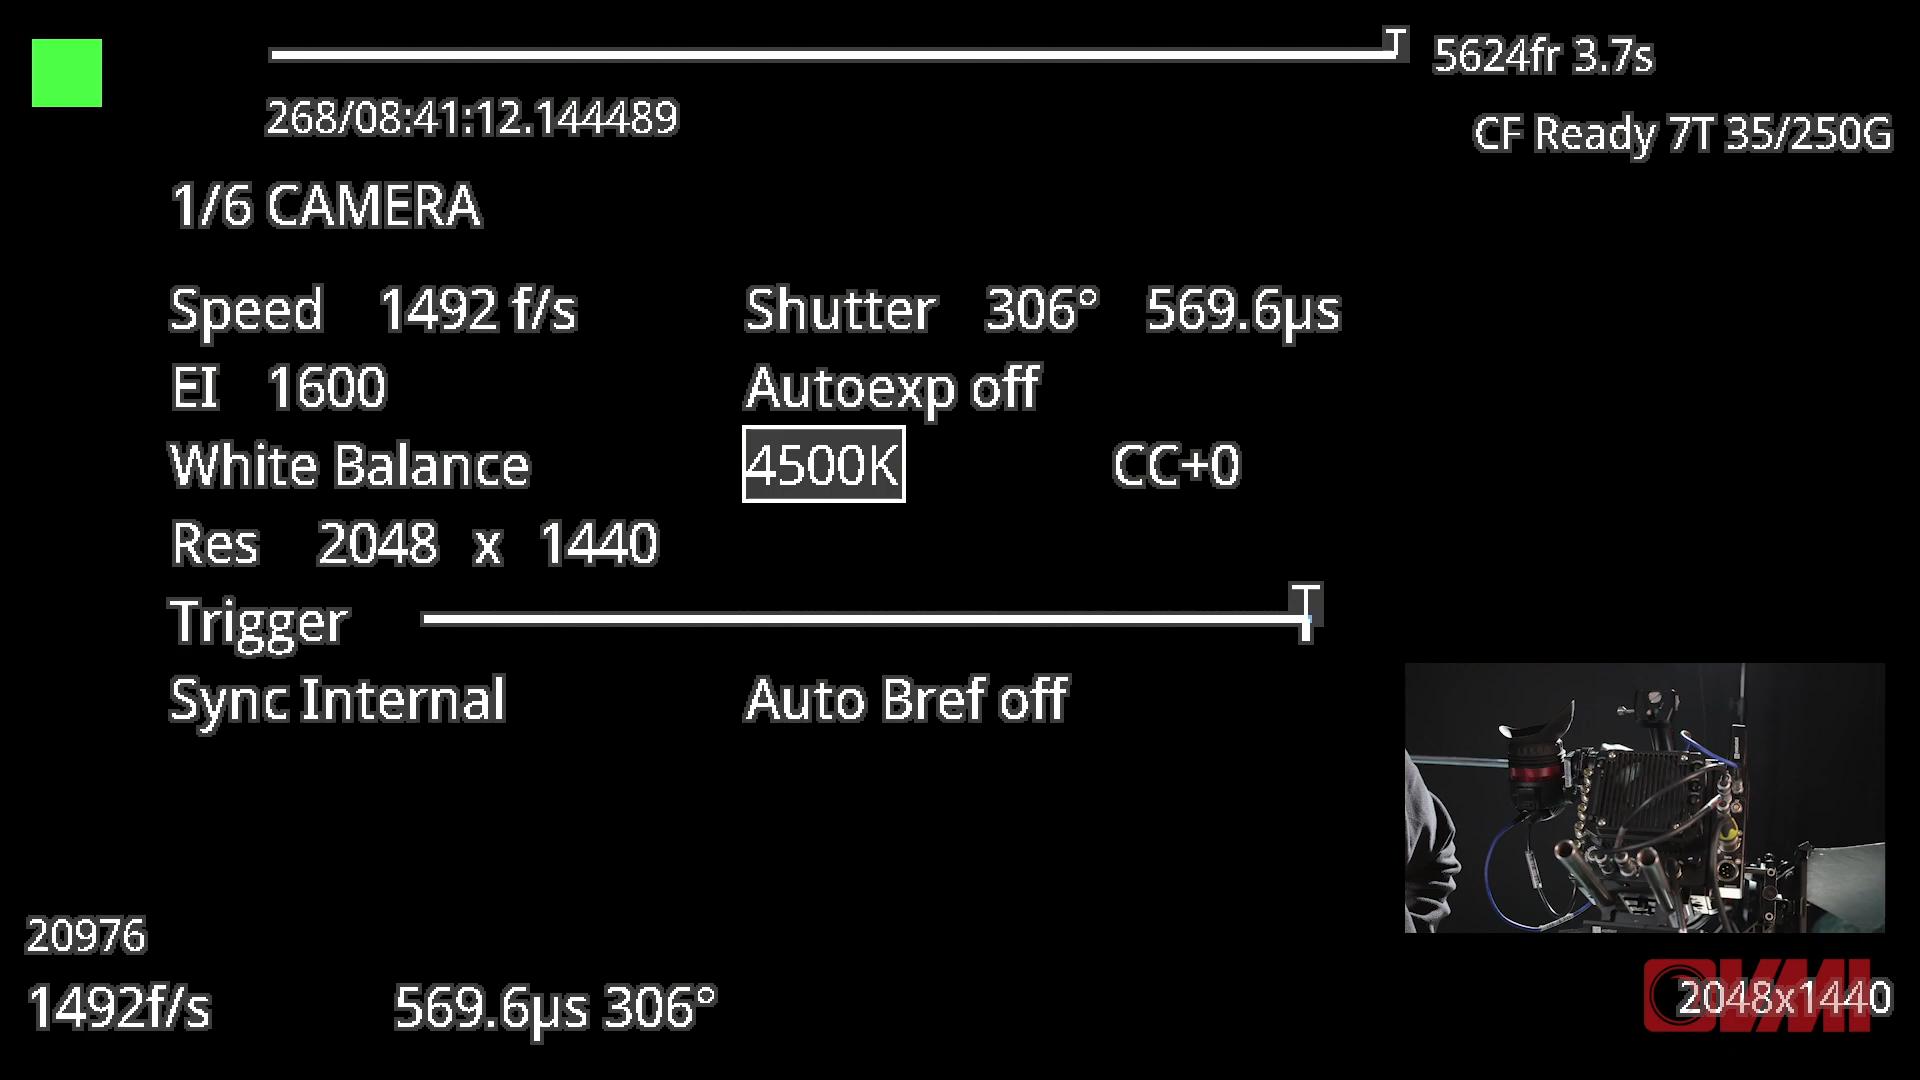 T 5624fr 3.7s
268/08:41:12.144489
CF Ready 7T 35/250G
1/6 CAMERA
Speed 1492 f/s Shutter 306° 569.6µs
EI 1600 Autoexp off
White Balance 4500K CC+0
Res 2048 x 1440
Trigger T
Sync Internal Auto Bref off
20976
1492f/s 569.6µs 306° 2048x1440
VMI